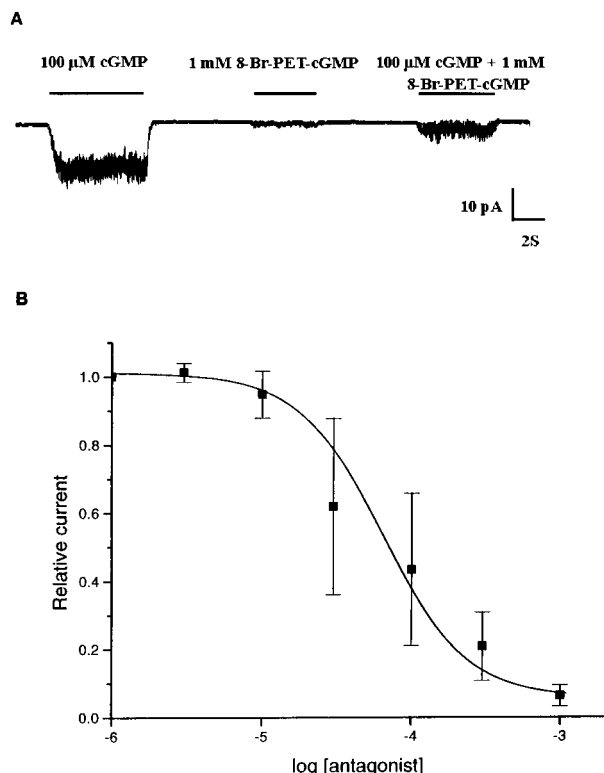 A
100 µM cGMP
1 mM 8-Br-PET-cGMP
100 µM cGMP + 1 mM
8-Br-PET-cGMP
10 pA
2S
B
1.0
0.8
0.6
0.4
0.2
0.0
Relative current
-6
-5
-4
-3
log [antagonist]